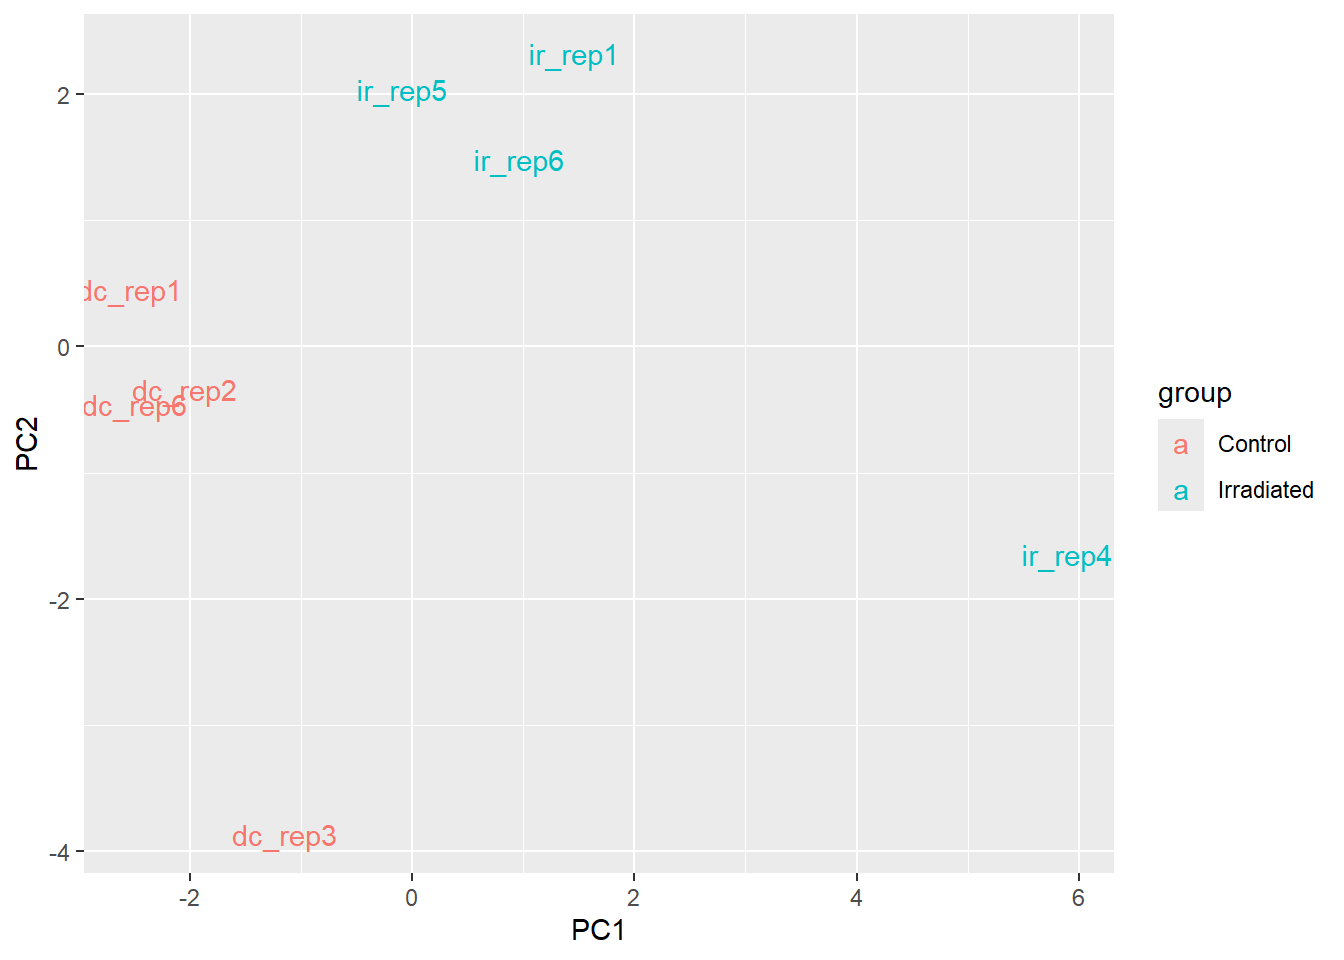 ir_rep1
ir_rep5
ir_rep6
dc_rep1
dc_rep2
dc_rep6
ir_rep4
dc_rep3
2
0
-2
-4
PC2
-2
0
2
4
6
PC1
group
a Control
a Irradiated